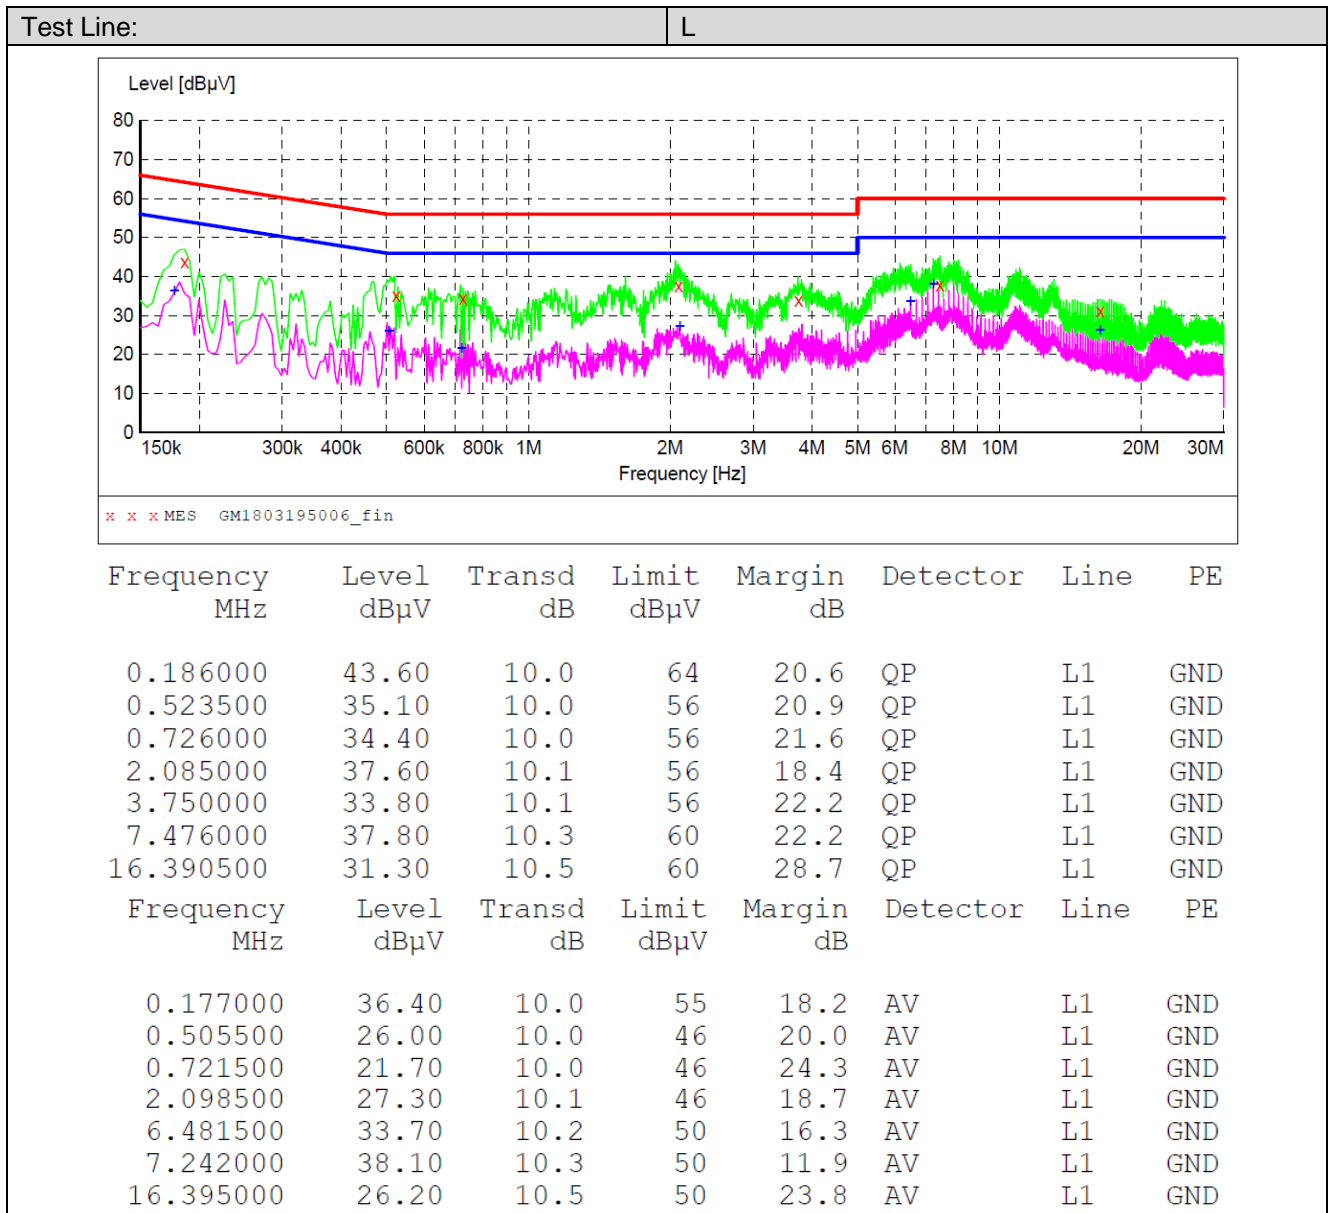 Test Line: L
Level [dBµV]
80
70
60
50
40
30
20
10
0
150k 300k 400k 600k 800k 1M 2M 3M 4M 5M 6M 8M 10M 20M 30M
Frequency [Hz]
x x x MES GM1803195006_fin
Frequency Level Transd Limit Margin Detector Line PE
MHz dBµV dB dBµV dB
0.186000 43.60 10.0 64 20.6 QP L1 GND
0.523500 35.10 10.0 56 20.9 QP L1 GND
0.726000 34.40 10.0 56 21.6 QP L1 GND
2.085000 37.60 10.1 56 18.4 QP L1 GND
3.750000 33.80 10.1 56 22.2 QP L1 GND
7.476000 37.80 10.3 60 22.2 QP L1 GND
16.390500 31.30 10.5 60 28.7 QP L1 GND
Frequency Level Transd Limit Margin Detector Line PE
MHz dBµV dB dBµV dB
0.177000 36.40 10.0 55 18.2 AV L1 GND
0.505500 26.00 10.0 46 20.0 AV L1 GND
0.721500 21.70 10.0 46 24.3 AV L1 GND
2.098500 27.30 10.1 46 18.7 AV L1 GND
6.481500 33.70 10.2 50 16.3 AV L1 GND
7.242000 38.10 10.3 50 11.9 AV L1 GND
16.395000 26.20 10.5 50 23.8 AV L1 GND